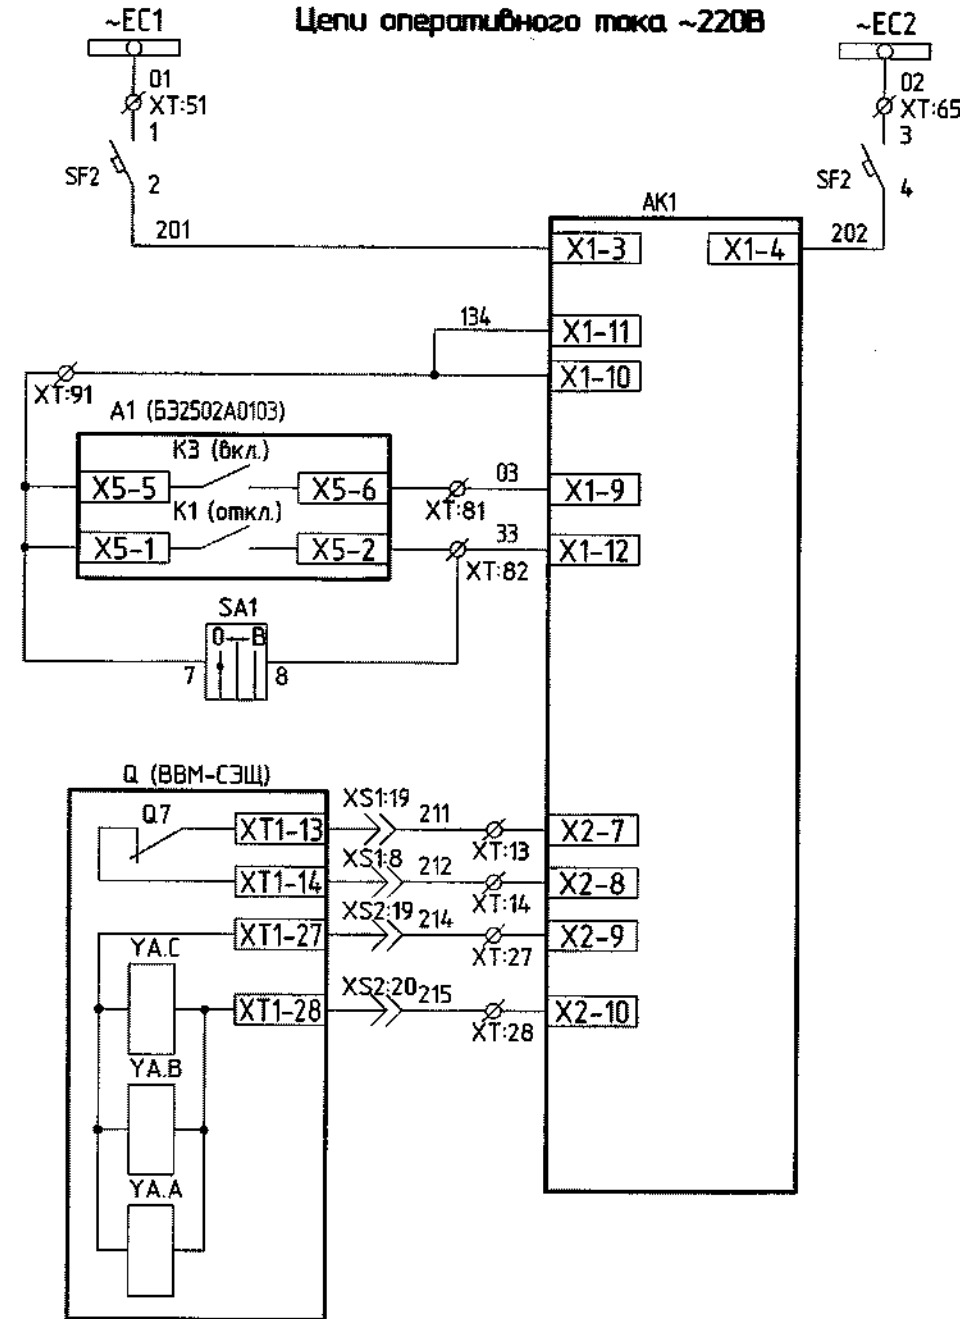 Цепи оперативного тока ~220В
~EC1
~EC2
01
02
XT:51
XT:65
1
3
SF2
2
SF2
4
201
AK1
202
X1-3
X1-4
134
X1-11
X1-10
XT:91
A1 (БЭ2502А0103)
K3 (вкл.)
03
X5-5
X5-6
X1-9
K1 (откл.)
XT:81
33
X5-1
X5-2
X1-12
XT:82
SA1
О
В
7
8
Q (ВВМ-СЭЩ)
Q7
XS1:19
211
XT1-13
X2-7
XT:13
XS1:8
212
XT1-14
X2-8
XT:14
XS2:19
214
XT1-27
X2-9
XT:27
YA.C
XS2:20
215
XT1-28
X2-10
XT:28
YA.B
YA.A